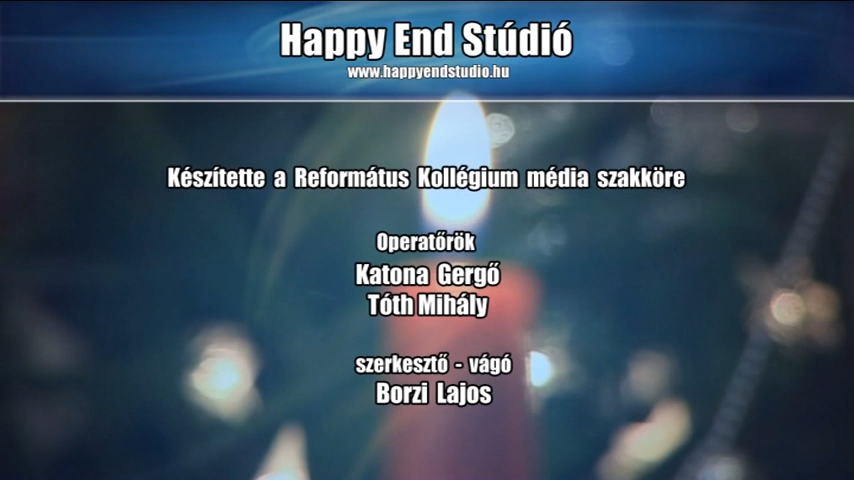 Happy End Stúdió
www.happyendstudio.hu
Készítette a Református Kollégium média szakköre
Operatőrök
Katona Gergő
Tóth Mihály
szerkesztő - vágó
Borzi Lajos